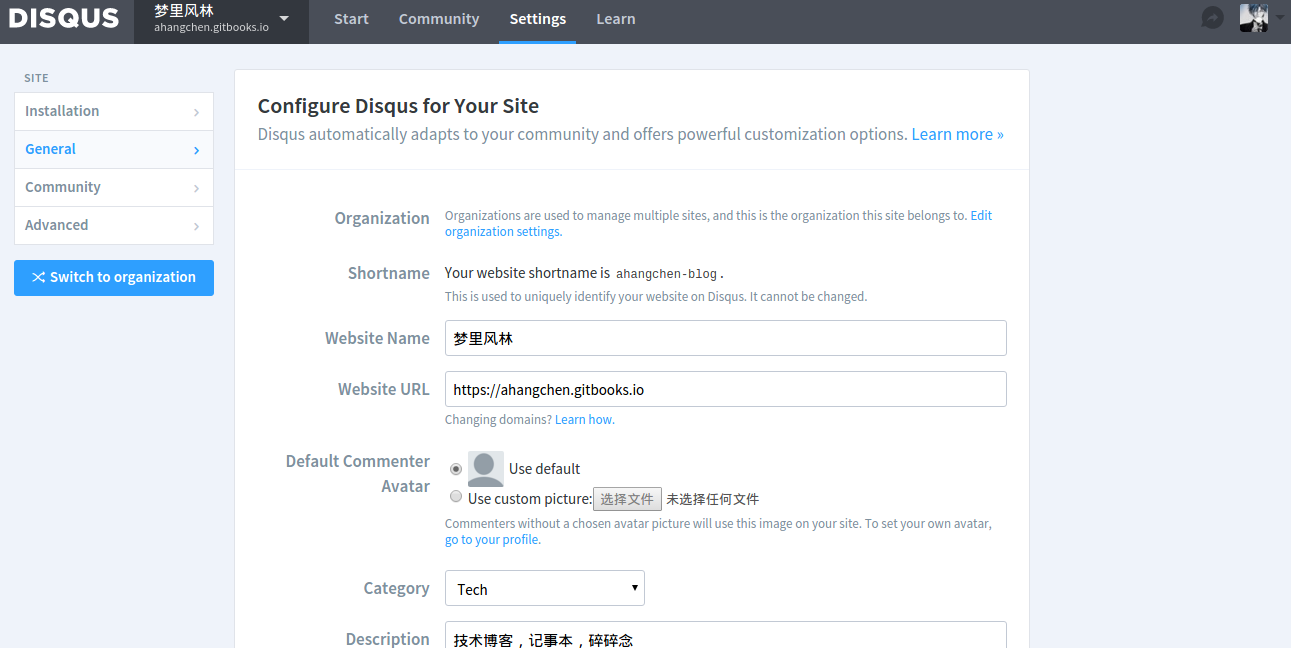 DISQUS
梦里风林
ahangchen.gitbooks.io
Start
Community
Settings
Learn
SITE
Installation
General
Community
Advanced
Switch to organization
Configure Disqus for Your Site
Disqus automatically adapts to your community and offers powerful customization options. Learn more »
Organization
Organizations are used to manage multiple sites, and this is the organization this site belongs to. Edit
organization settings.
Shortname
Your website shortname is ahangchen-blog .
This is used to uniquely identify your website on Disqus. It cannot be changed.
Website Name
梦里风林
Website URL
https://ahangchen.gitbooks.io
Changing domains? Learn how.
Default Commenter
Avatar
Use default
Use custom picture: 选择文件 未选择任何文件
Commenters without a chosen avatar picture will use this image on your site. To set your own avatar,
go to your profile.
Category
Tech
Description
技术博客，记事本，碎碎念